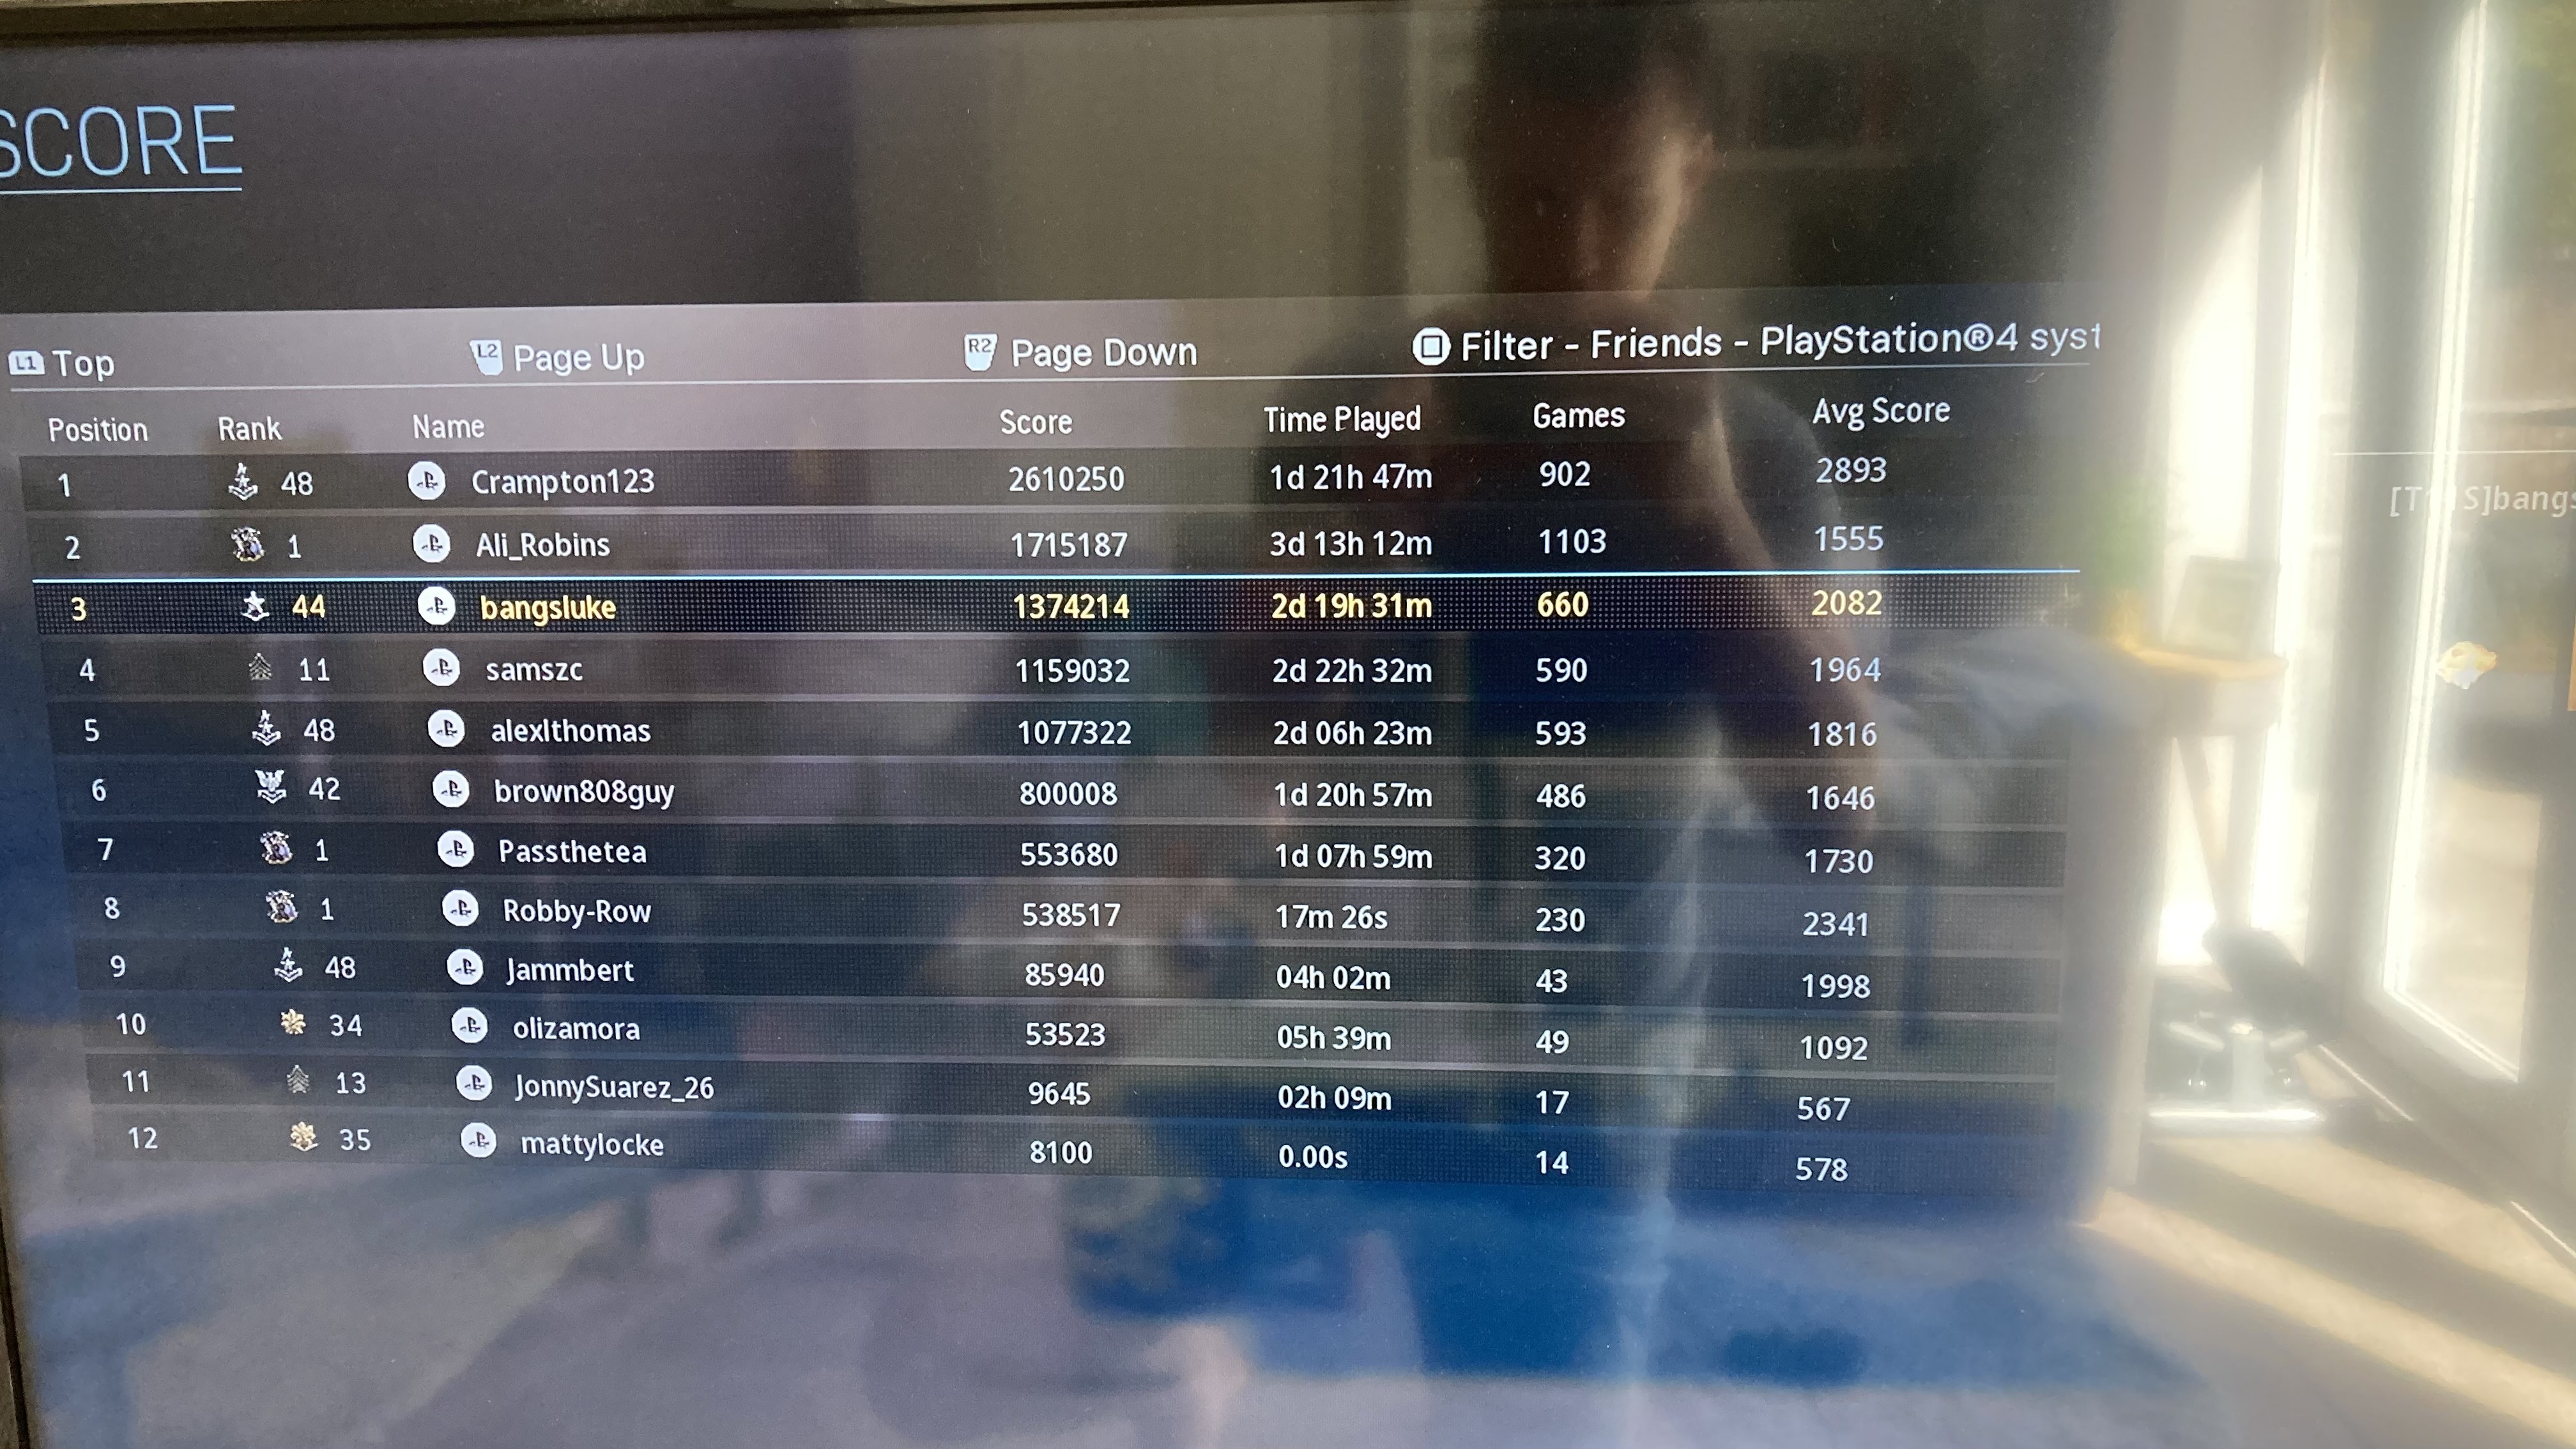 SCORE
L1 Top L2 Page Up R2 Page Down Filter - Friends - PlayStation®4 syst
Position Rank Name Score Time Played Games Avg Score
1 48 Crampton123 2610250 1d 21h 47m 902 2893
2 1 Ali_Robins 1715187 3d 13h 12m 1103 1555
3 44 bangsluke 1374214 2d 19h 31m 660 2082
4 11 samszc 1159032 2d 22h 32m 590 1964
5 48 alexlthomas 1077322 2d 06h 23m 593 1816
6 42 brown808guy 800008 1d 20h 57m 486 1646
7 1 Passthetea 553680 1d 07h 59m 320 1730
8 1 Robby-Row 538517 17m 26s 230 2341
9 48 Jammbert 85940 04h 02m 43 1998
10 34 olizamora 53523 05h 39m 49 1092
11 13 JonnySuarez_26 9645 02h 09m 17 567
12 35 mattylocke 8100 0.00s 14 578